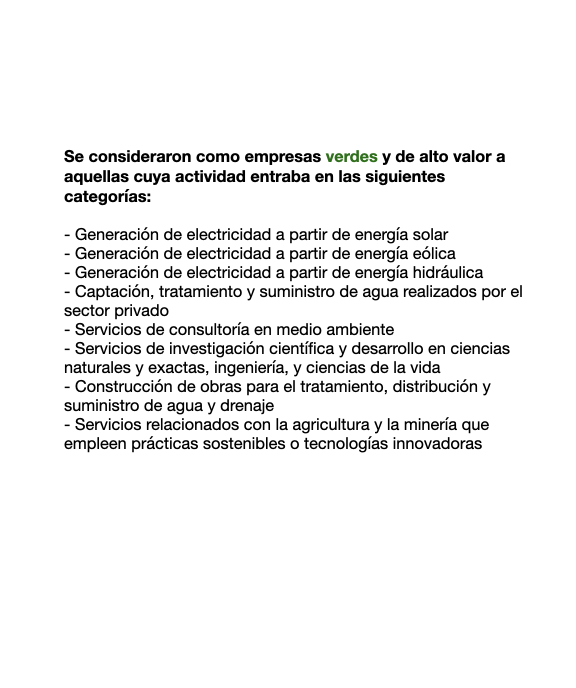 Se consideraron como empresas verdes y de alto valor a
aquellas cuya actividad entraba en las siguientes
categorías:
- Generación de electricidad a partir de energía solar
- Generación de electricidad a partir de energía eólica
- Generación de electricidad a partir de energía hidráulica
- Captación, tratamiento y suministro de agua realizados por el
sector privado
- Servicios de consultoría en medio ambiente
- Servicios de investigación científica y desarrollo en ciencias
naturales y exactas, ingeniería, y ciencias de la vida
- Construcción de obras para el tratamiento, distribución y
suministro de agua y drenaje
- Servicios relacionados con la agricultura y la minería que
empleen prácticas sostenibles o tecnologías innovadoras